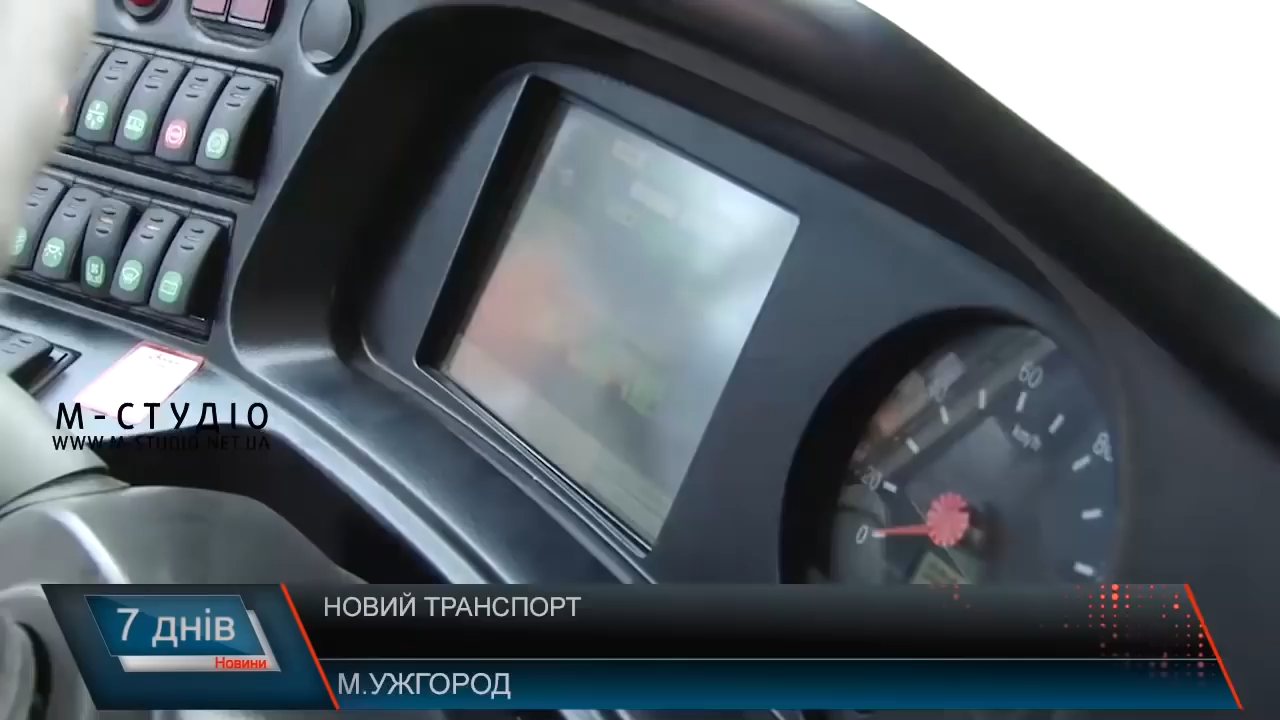 20
60
80
km/h
0
М-СТУДІО
WWW.M-STUDIO.NET.UA
7 днів
Новини
НОВИЙ ТРАНСПОРТ
М.УЖГОРОД